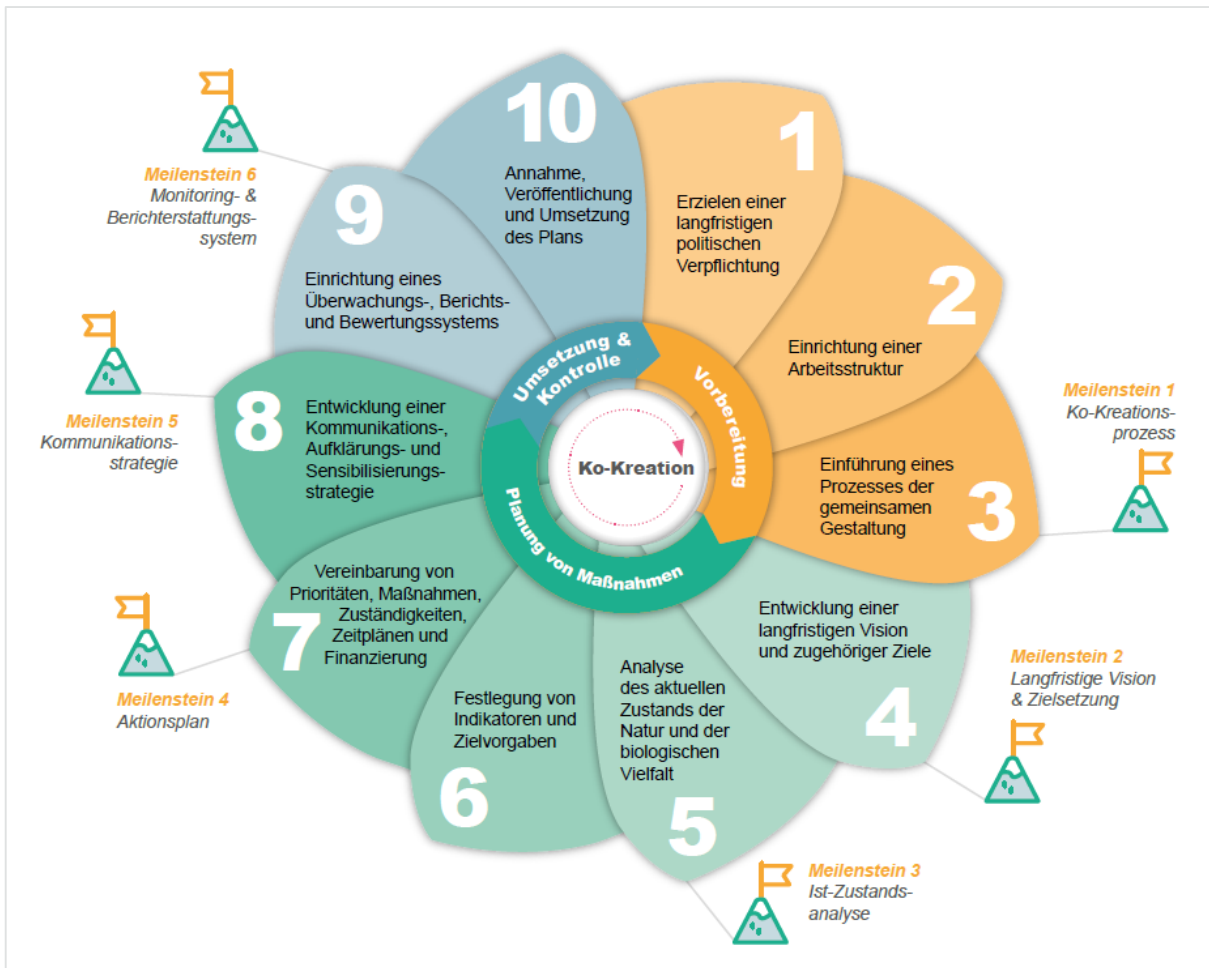 10
Annahme,
Veröffentlichung
und Umsetzung
des Plans
1
Erzielen einer
langfristigen
politischen
Verpflichtung
2
Einrichtung einer
Arbeitsstruktur
3
Einführung eines
Prozesses der
gemeinsamen
Gestaltung
Meilenstein 1
Ko-Kreations-
prozess
4
Entwicklung einer
langfristigen Vision
und zugehöriger Ziele
Meilenstein 2
Langfristige Vision
& Zielsetzung
5
Analyse
des aktuellen
Zustands der
Natur und der
biologischen
Vielfalt
Meilenstein 3
Ist-Zustands-
analyse
6
Festlegung von
Indikatoren und
Zielvorgaben
7
Vereinbarung von
Prioritäten, Maßnahmen,
Zuständigkeiten,
Zeitplänen und
Finanzierung
Meilenstein 4
Aktionsplan
8
Entwicklung einer
Kommunikations-,
Aufklärungs- und
Sensibilisierungs-
strategie
Meilenstein 5
Kommunikations-
strategie
9
Einrichtung eines
Überwachungs-, Berichts-
und Bewertungssystems
Meilenstein 6
Monitoring- &
Berichterstattungs-
system
Umsetzung &
Kontrolle
Vorbereitung
Planung von Maßnahmen
Ko-Kreation